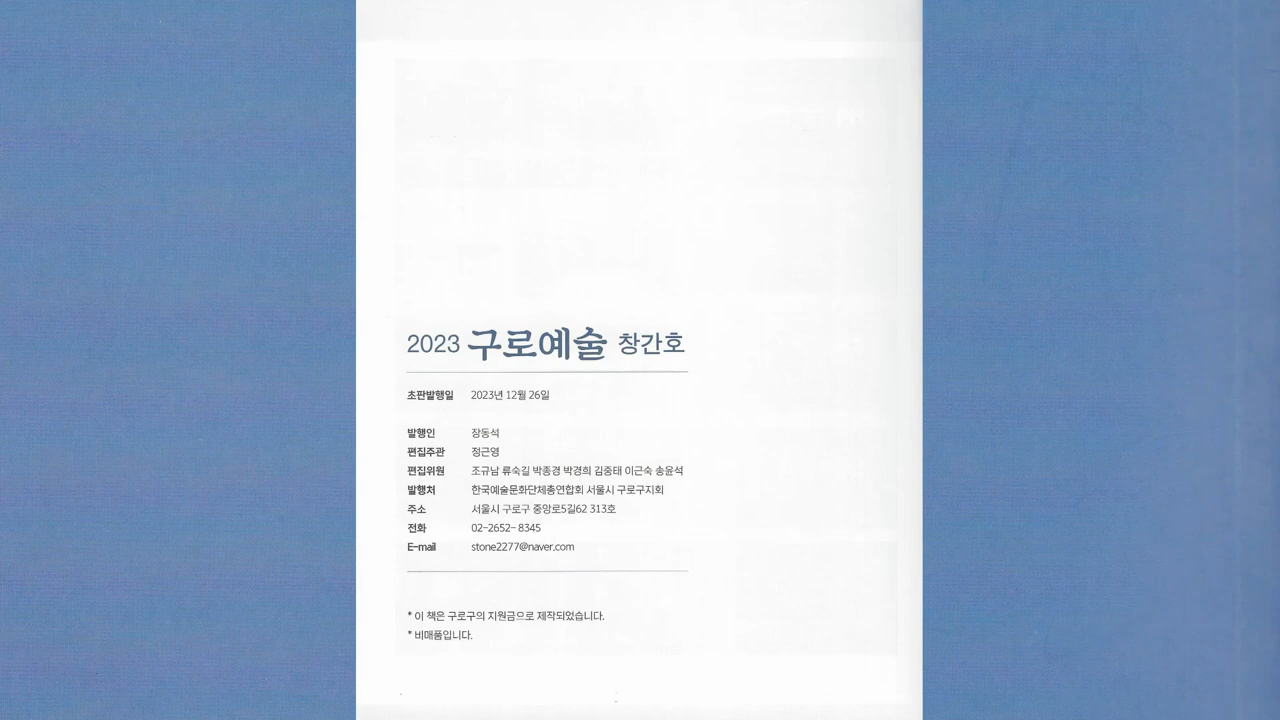 2023 구로예술 창간호
초판발행일 2023년 12월 26일
발행인 장동석
편집주관 정근영
편집위원 조규남 류숙길 박종경 박경희 김중태 이근숙 송윤석
발행처 한국예술문화단체총연합회 서울시 구로구지회
주소 서울시 구로구 중앙로5길62 313호
전화 02-2652- 8345
E-mail stone2277@naver.com
* 이 책은 구로구의 지원금으로 제작되었습니다.
* 비매품입니다.